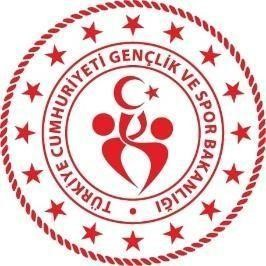 TÜRKİYE CUMHURİYETİ GENÇLİK VE SPOR BAKANLIĞI